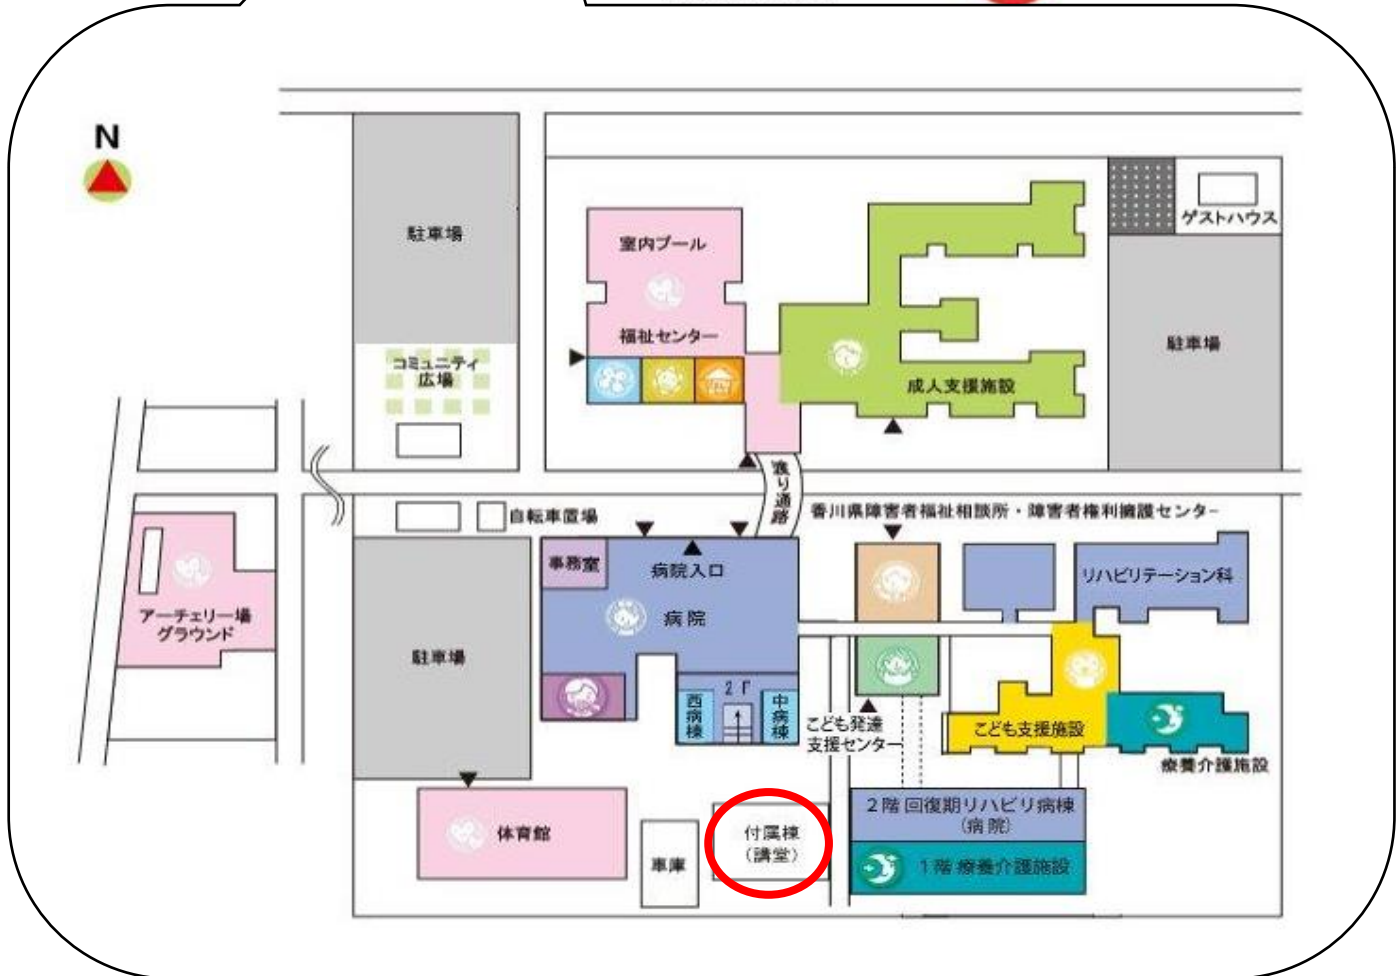 N
駐車場
室内プール
福祉センター
ゲストハウス
駐車場
コミュニティ
広場
成人支援施設
渡り通路
自転車置場
香川県障害者福祉相談所・障害者権利擁護センター
事務室
病院入口
病院
リハビリテーション科
アーチェリー場
グラウンド
駐車場
2F
西病棟
中病棟
こども発達
支援センター
こども支援施設
療養介護施設
体育館
車庫
付属棟
(講堂)
2階 回復期リハビリ病棟
(病院)
1階 療養介護施設